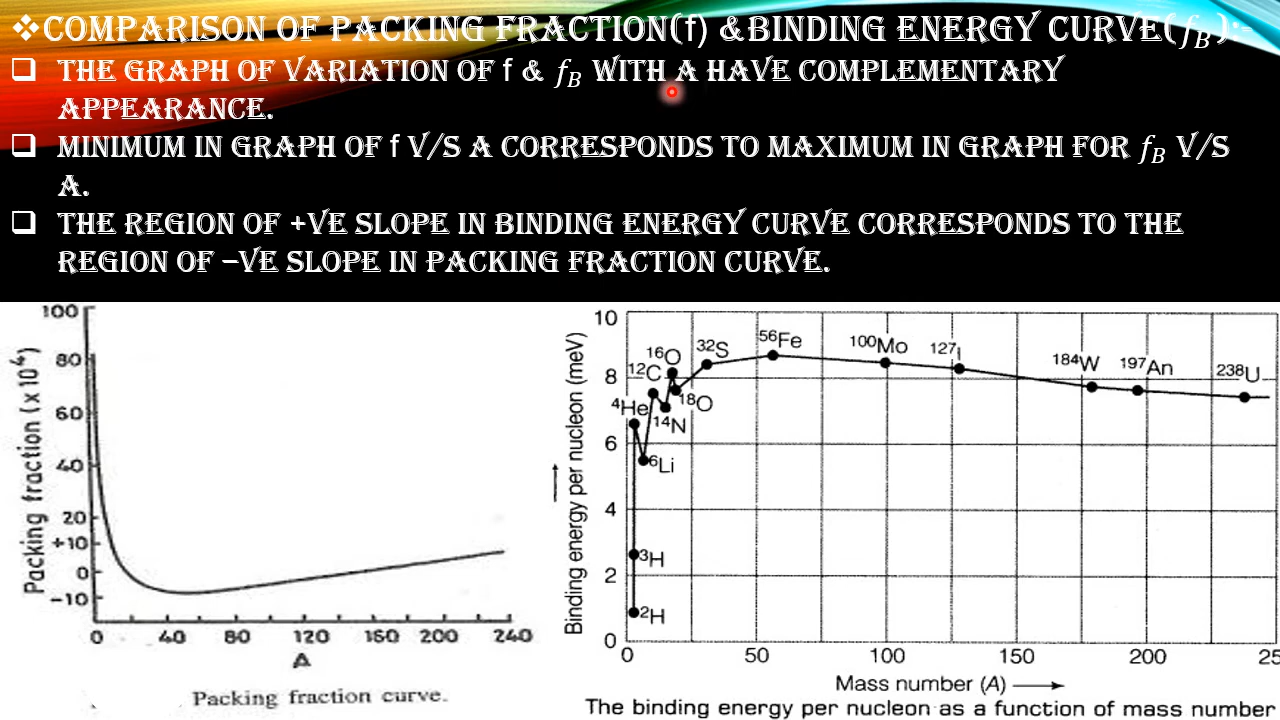 ❖COMPARISON OF PACKING FRACTION(f) &BINDING ENERGY CURVE(f_B):-
❑ THE GRAPH OF VARIATION OF f & f_B WITH A HAVE COMPLEMENTARY
APPEARANCE.
❑ MINIMUM IN GRAPH OF f V/S A CORRESPONDS TO MAXIMUM IN GRAPH FOR f_B V/S
A.
❑ THE REGION OF +VE SLOPE IN BINDING ENERGY CURVE CORRESPONDS TO THE
REGION OF –VE SLOPE IN PACKING FRACTION CURVE.
Packing fraction (x 10⁴)
100
80
60
40
20
+10
0
-10
0 40 80 120 160 200 240
A
Packing fraction curve.
Binding energy per nucleon (meV)
10
8
6
4
2
0
¹⁶O ³²S ⁵⁶Fe ¹⁰⁰Mo ¹²⁷I ¹⁸⁴W ¹⁹⁷An ²³⁸U
¹²C
⁴He ¹⁸O
¹⁴N
⁶Li
³H
²H
0 50 100 150 200 25
Mass number (A)
The binding energy per nucleon as a function of mass number